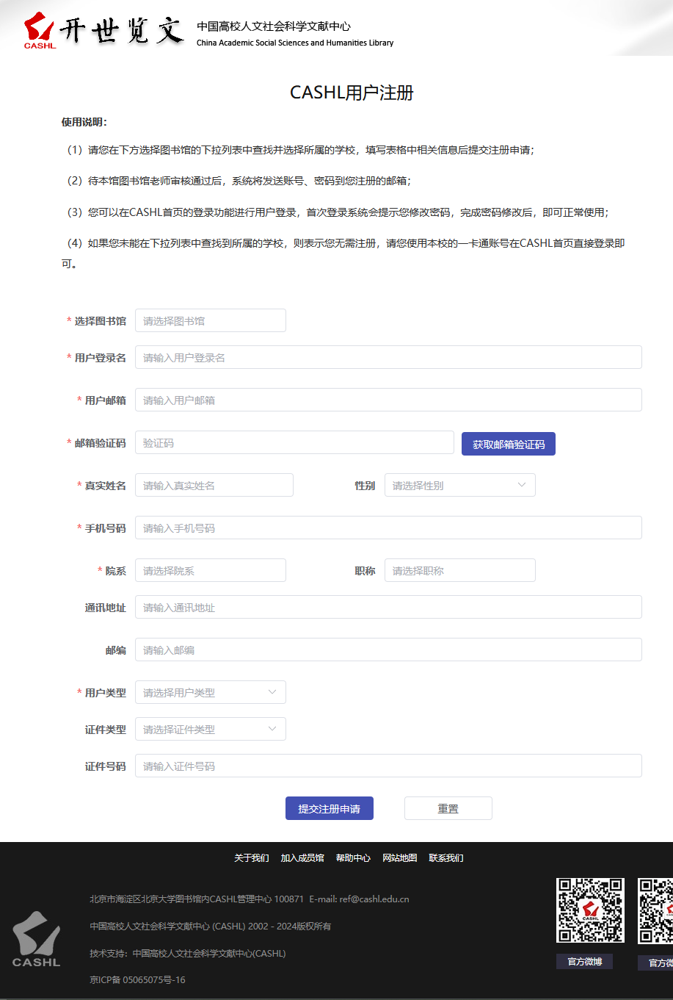 开世览文
CASHL
中国高校人文社会科学文献中心
China Academic Social Sciences and Humanities Library
CASHL用户注册
使用说明：
（1）请您在下方选择图书馆的下拉列表中查找并选择所属的学校，填写表格中相关信息后提交注册申请；
（2）待本馆图书馆老师审核通过后，系统将发送账号、密码到您注册的邮箱；
（3）您可以在CASHL首页的登录功能进行用户登录，首次登录系统会提示您修改密码，完成密码修改后，即可正常使用；
（4）如果您未能在下拉列表中查找到所属的学校，则表示您无需注册，请您使用本校的一卡通账号在CASHL首页直接登录即
可。
* 选择图书馆 请选择图书馆
* 用户登录名 请输入用户登录名
* 用户邮箱 请输入用户邮箱
* 邮箱验证码 验证码 获取邮箱验证码
* 真实姓名 请输入真实姓名 性别 请选择性别
* 手机号码 请输入手机号码
* 院系 请选择院系 职称 请选择职称
通讯地址 请输入通讯地址
邮编 请输入邮编
* 用户类型 请选择用户类型
证件类型 请选择证件类型
证件号码 请输入证件号码
提交注册申请 重置
关于我们 加入成员馆 帮助中心 网站地图 联系我们
北京市海淀区北京大学图书馆内CASHL管理中心 100871 E-mail: ref@cashl.edu.cn
中国高校人文社会科学文献中心 (CASHL) 2002 - 2024版权所有
技术支持：中国高校人文社会科学文献中心(CASHL)
京ICP备 05065075号-16
CASHL
CASHL
官方微博 官方微